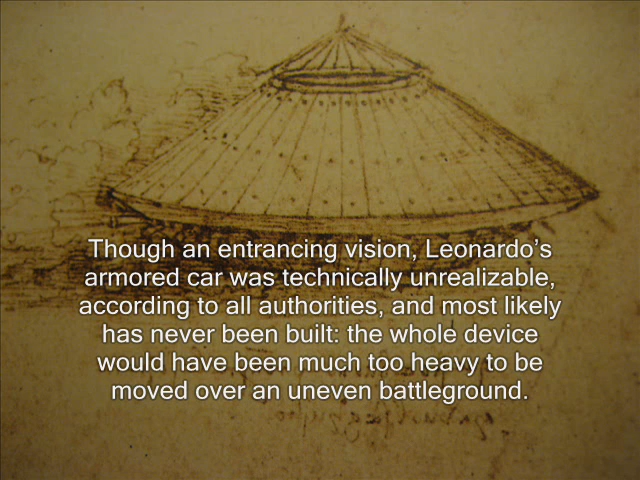 Though an entrancing vision, Leonardo’s
armored car was technically unrealizable,
according to all authorities, and most likely
has never been built: the whole device
would have been much too heavy to be
moved over an uneven battleground.